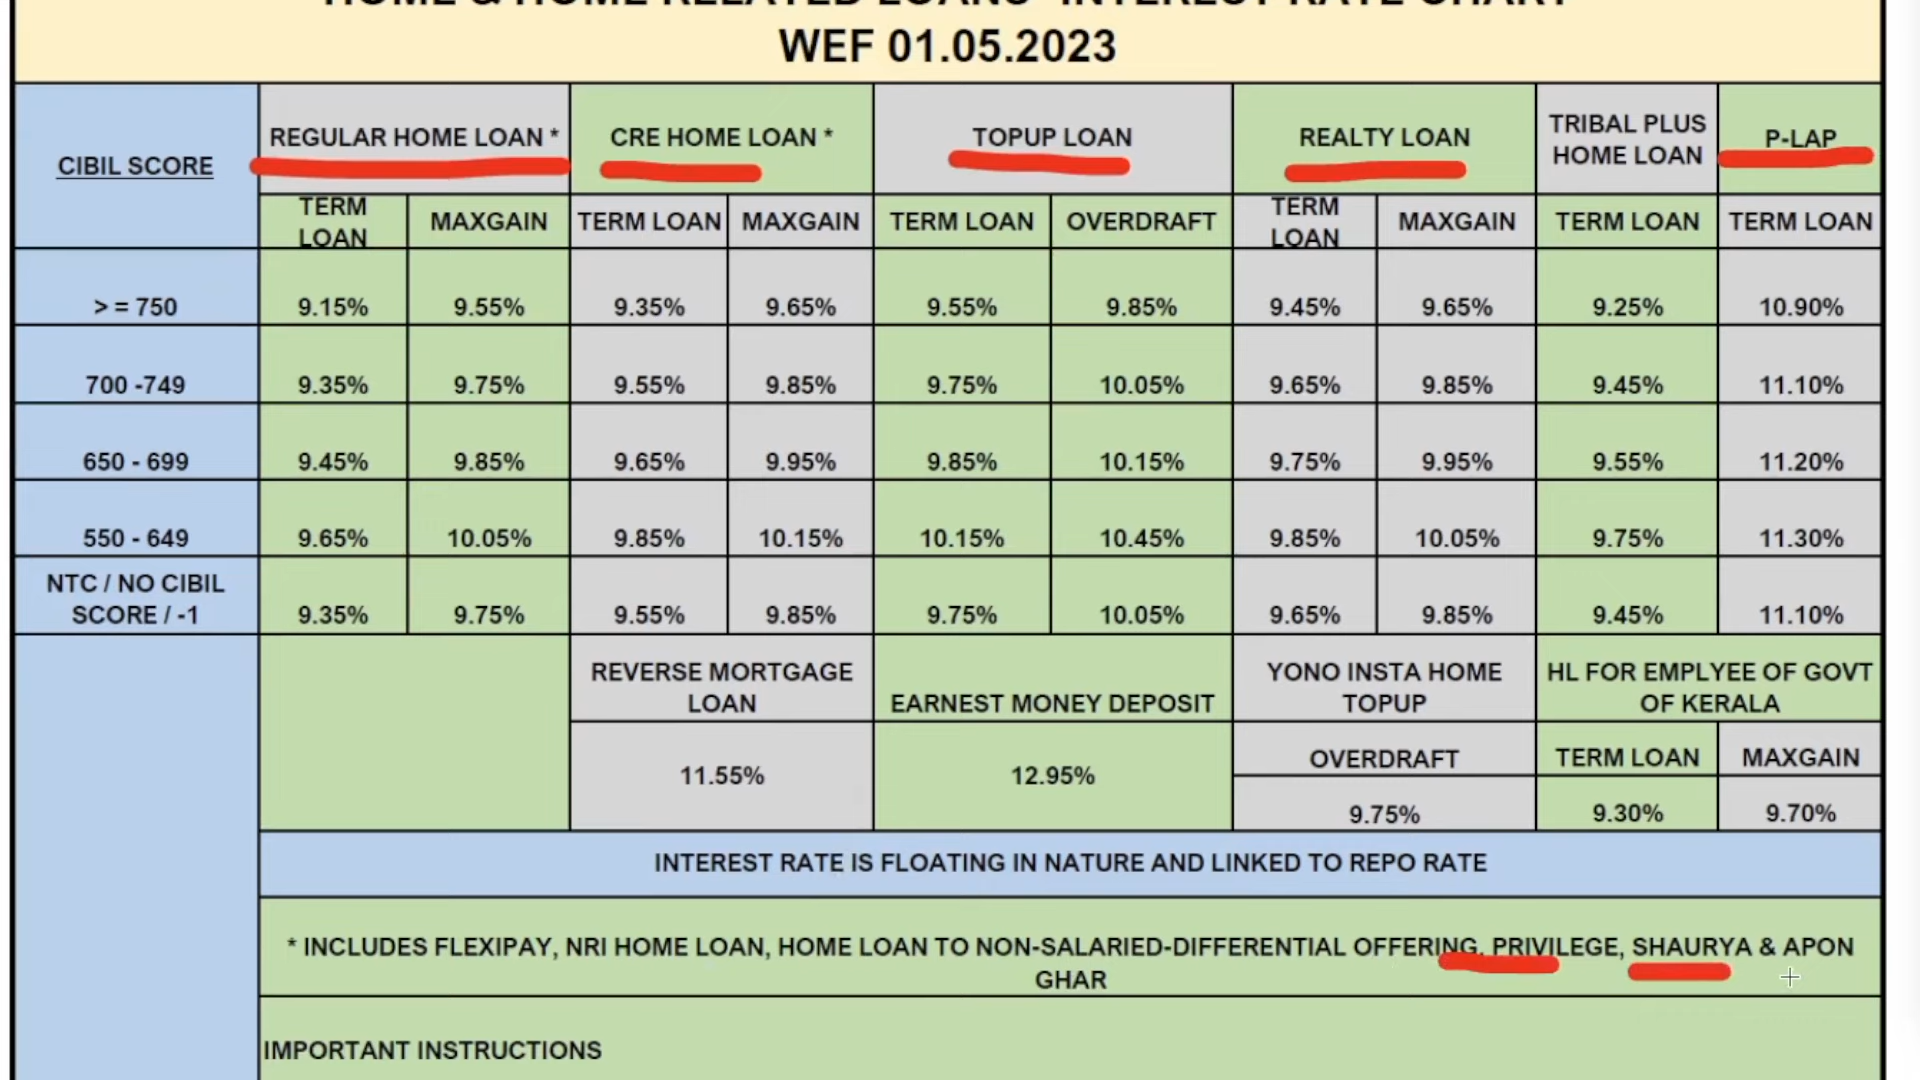 HOME & HOME RELATED LOANS- INTEREST RATE CHART
WEF 01.05.2023
CIBIL SCORE
REGULAR HOME LOAN *
CRE HOME LOAN *
TOPUP LOAN
REALTY LOAN
TRIBAL PLUS
HOME LOAN
P-LAP
TERM
LOAN
MAXGAIN
TERM LOAN
MAXGAIN
TERM LOAN
OVERDRAFT
TERM
LOAN
MAXGAIN
TERM LOAN
TERM LOAN
> = 750 9.15% 9.55% 9.35% 9.65% 9.55% 9.85% 9.45% 9.65% 9.25% 10.90%
700 -749 9.35% 9.75% 9.55% 9.85% 9.75% 10.05% 9.65% 9.85% 9.45% 11.10%
650 - 699 9.45% 9.85% 9.65% 9.95% 9.85% 10.15% 9.75% 9.95% 9.55% 11.20%
550 - 649 9.65% 10.05% 9.85% 10.15% 10.15% 10.45% 9.85% 10.05% 9.75% 11.30%
NTC / NO CIBIL
SCORE / -1 9.35% 9.75% 9.55% 9.85% 9.75% 10.05% 9.65% 9.85% 9.45% 11.10%
REVERSE MORTGAGE
LOAN
EARNEST MONEY DEPOSIT
YONO INSTA HOME
TOPUP
HL FOR EMPLYEE OF GOVT
OF KERALA
11.55%
12.95%
OVERDRAFT
9.75%
TERM LOAN
MAXGAIN
9.30%
9.70%
INTEREST RATE IS FLOATING IN NATURE AND LINKED TO REPO RATE
* INCLUDES FLEXIPAY, NRI HOME LOAN, HOME LOAN TO NON-SALARIED-DIFFERENTIAL OFFERING, PRIVILEGE, SHAURYA & APON
GHAR
IMPORTANT INSTRUCTIONS